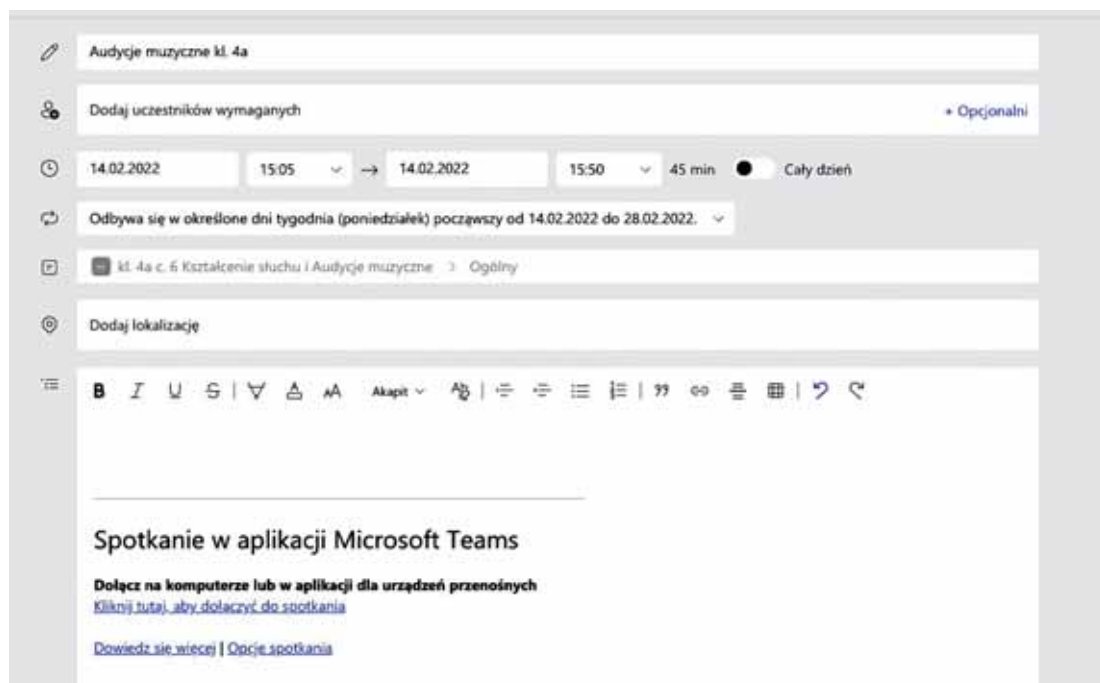 Audycje muzyczne kl. 4a
Dodaj uczestników wymaganych + Opcjonalni
14.02.2022 15:05 → 14.02.2022 15:50 45 min Cały dzień
Odbywa się w określone dni tygodnia (poniedziałek) począwszy od 14.02.2022 do 28.02.2022.
kl. 4a c. 6 Kształcenie słuchu i Audycje muzyczne > Ogólny
Dodaj lokalizację
B I U S | A AA Akapit | | 99 |
Spotkanie w aplikacji Microsoft Teams
Dołącz na komputerze lub w aplikacji dla urządzeń przenośnych
Kliknij tutaj, aby dołączyć do spotkania
Dowiedz się więcej | Opcje spotkania